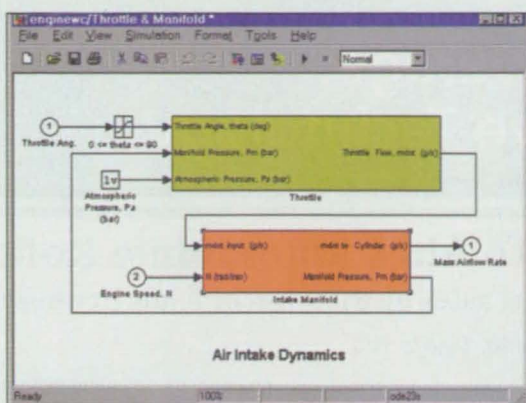 enginewc/Throttle & Manifold *
File Edit View Simulation Format Tools Help
Normal
1
Throttle Ang.
0 <= theta <= 90
Throttle Angle, theta (deg)
Manifold Pressure, Pm (bar)
Atmospheric Pressure, Pa (bar)
Throttle Flow, mdot (g/s)
Throttle
1v
Atmospheric
Pressure, Pa
(bar)
mdot Input (g/s)
N (rad/sec)
mdot to Cylinder (g/s)
Manifold Pressure, Pm (bar)
Intake Manifold
2
Engine Speed, N
1
Mass Airflow Rate
Air Intake Dynamics
Ready 100% ode23s